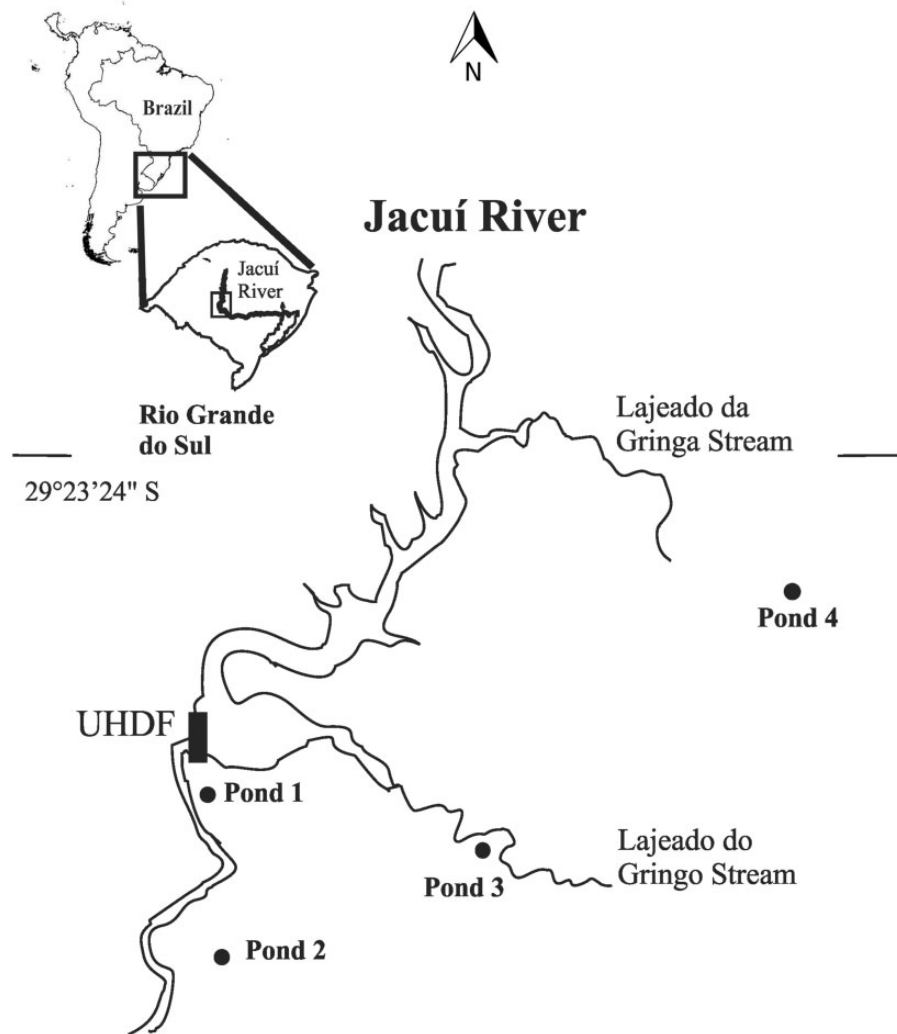 N
Brazil
Jacuí River
Jacuí
River
Rio Grande
do Sul
Lajeado da
Gringa Stream
29°23'24" S
Pond 4
UHDF
Pond 1
Lajeado do
Gringo Stream
Pond 3
Pond 2